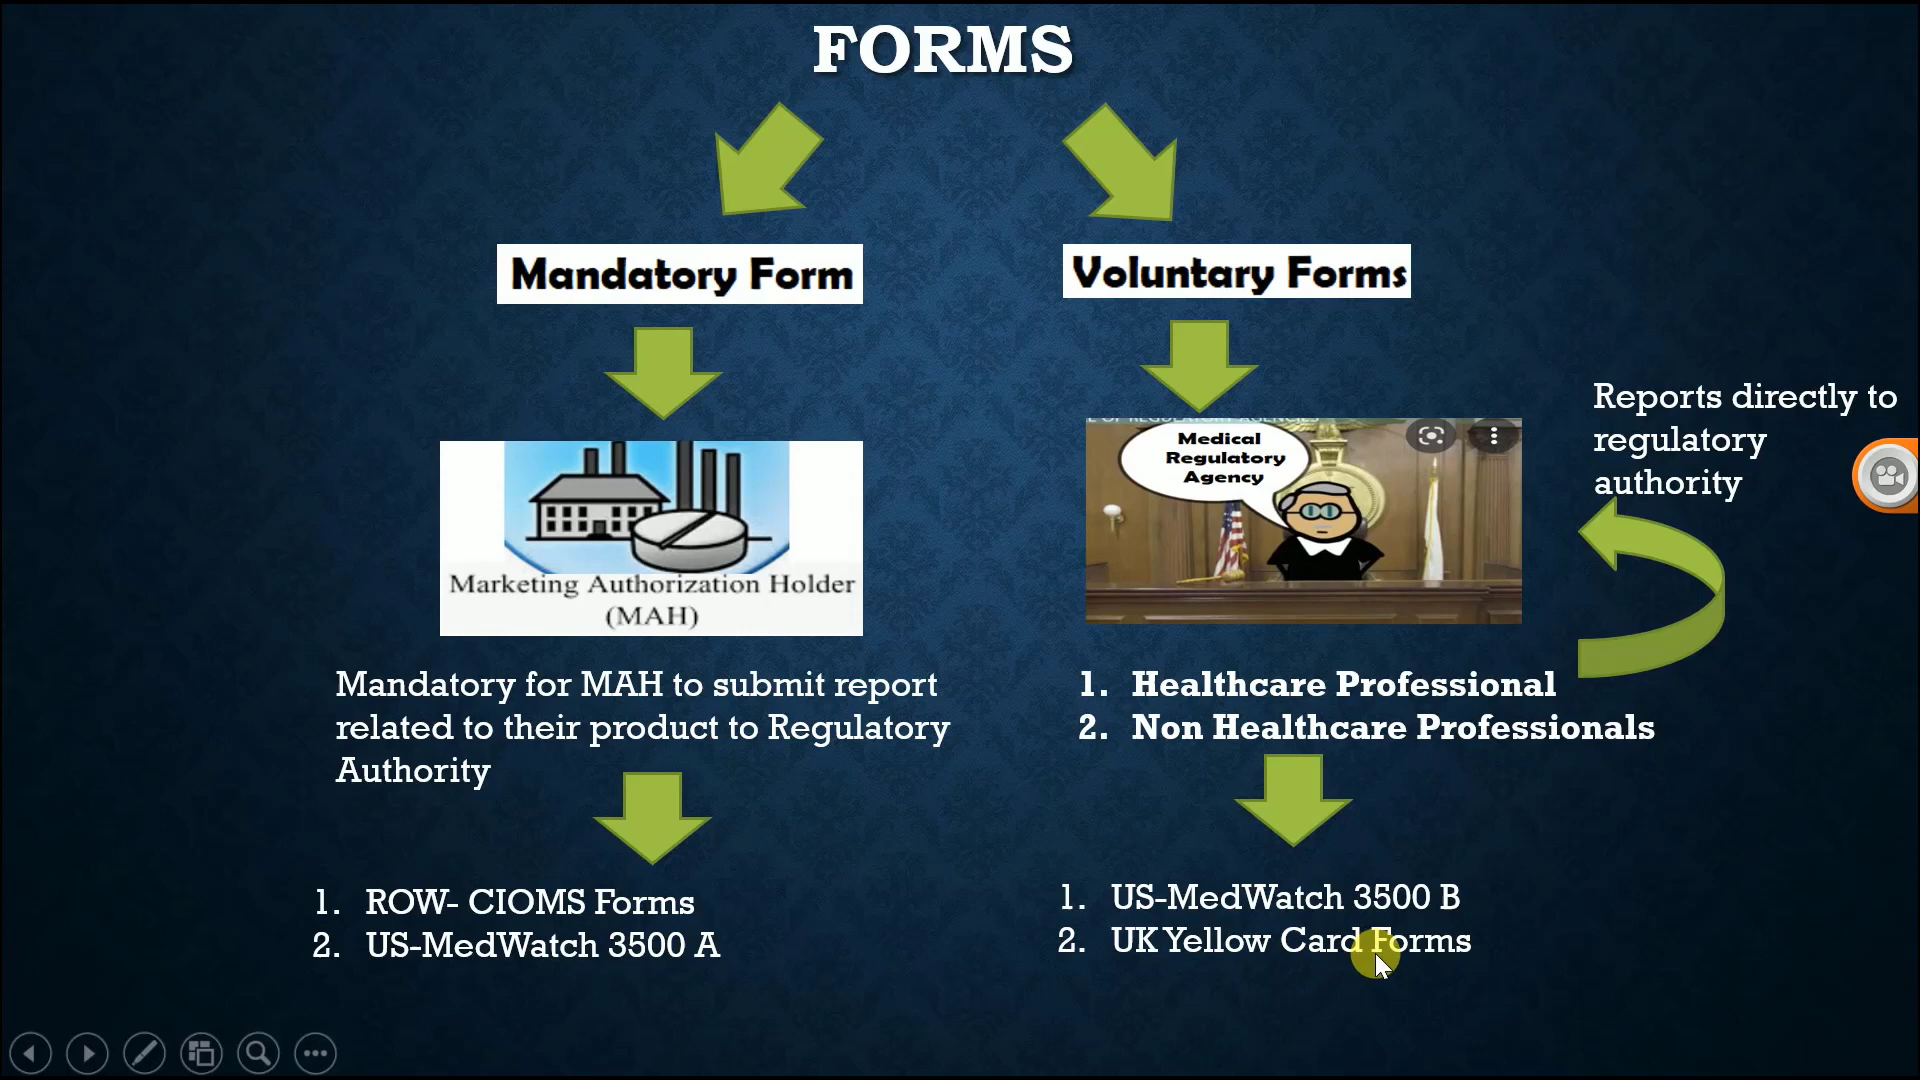 FORMS
Mandatory Form
Voluntary Forms
Marketing Authorization Holder
(MAH)
Medical
Regulatory
Agency
Reports directly to
regulatory
authority
Mandatory for MAH to submit report
related to their product to Regulatory
Authority
1. Healthcare Professional
2. Non Healthcare Professionals
1. ROW- CIOMS Forms
2. US-MedWatch 3500 A
1. US-MedWatch 3500 B
2. UK Yellow Card Forms